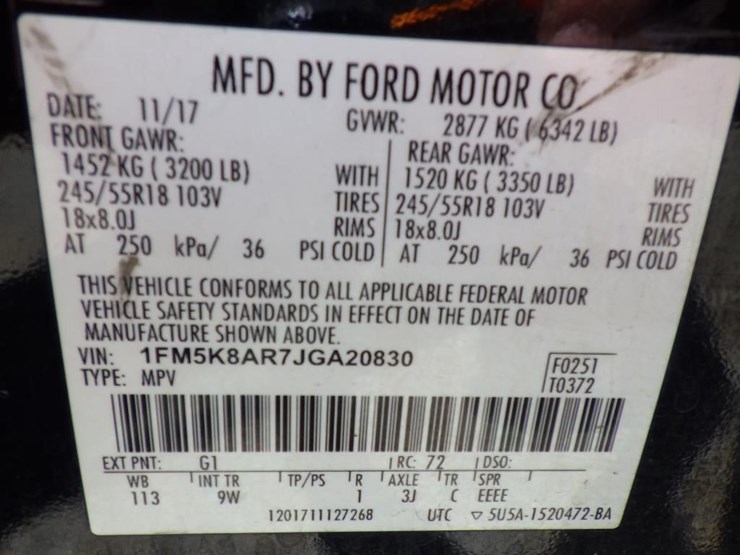 MFD. BY FORD MOTOR CO.
DATE: 11/17 GVWR: 2877 KG ( 6342 LB)
FRONT GAWR: REAR GAWR:
1452 KG ( 3200 LB) WITH 1520 KG ( 3350 LB) WITH
245/55R18 103V TIRES 245/55R18 103V TIRES
18x8.0J RIMS 18x8.0J RIMS
AT 250 kPa/ 36 PSI COLD AT 250 kPa/ 36 PSI COLD
THIS VEHICLE CONFORMS TO ALL APPLICABLE FEDERAL MOTOR
VEHICLE SAFETY STANDARDS IN EFFECT ON THE DATE OF
MANUFACTURE SHOWN ABOVE.
VIN: 1FM5K8AR7JGA20830 F0251
TYPE: MPV T0372
EXT PNT: G1 RC: 72 DSO:
WB INT TR TP/PS R AXLE TR SPR
113 9W 1 3J C EEEE
1201711127268 UTC ▽ 5U5A-1520472-BA